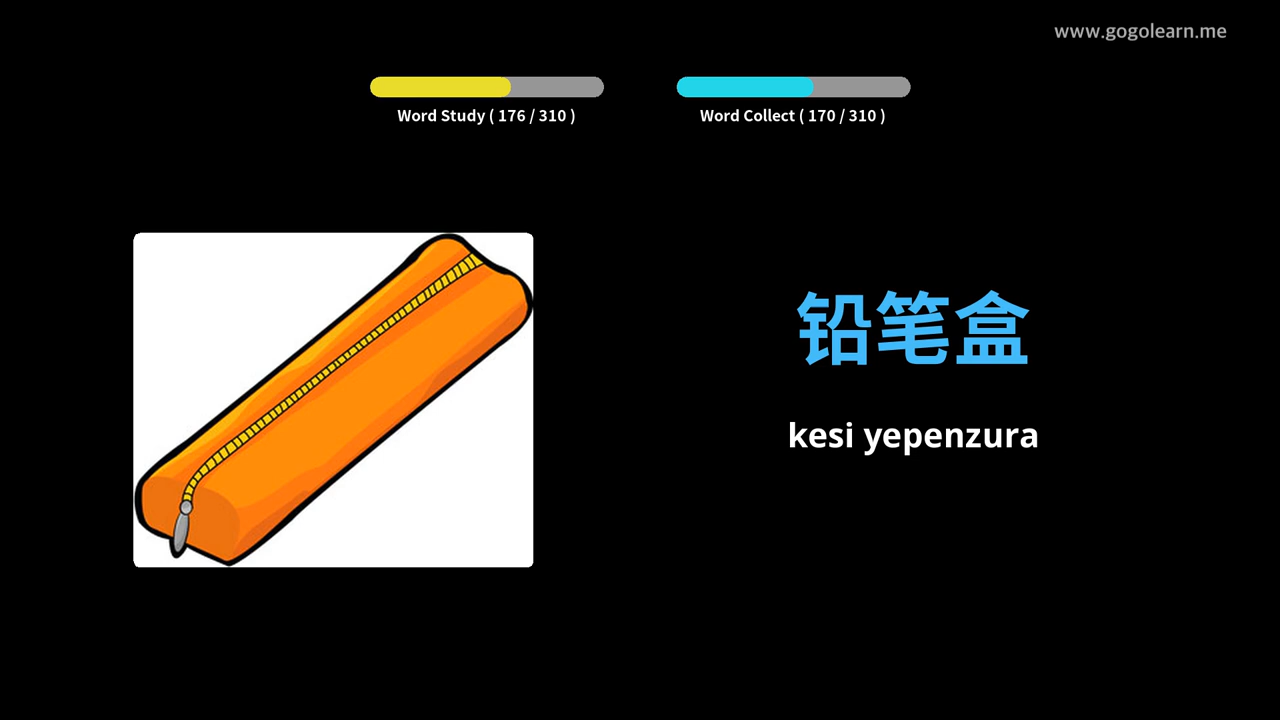 www.gogolearn.me
Word Study ( 176 / 310 )
Word Collect ( 170 / 310 )
铅笔盒
kesi yepenzura